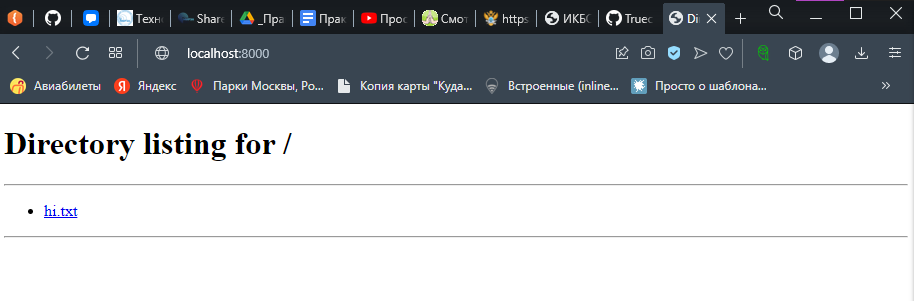 Техн Share _Пра Прак Прос Смот https ИКБО Truec Di
localhost:8000
Авиабилеты Яндекс Парки Москвы, Ро... Копия карты "Куда... Встроенные (inline... Просто о шаблона...
Directory listing for /
hi.txt